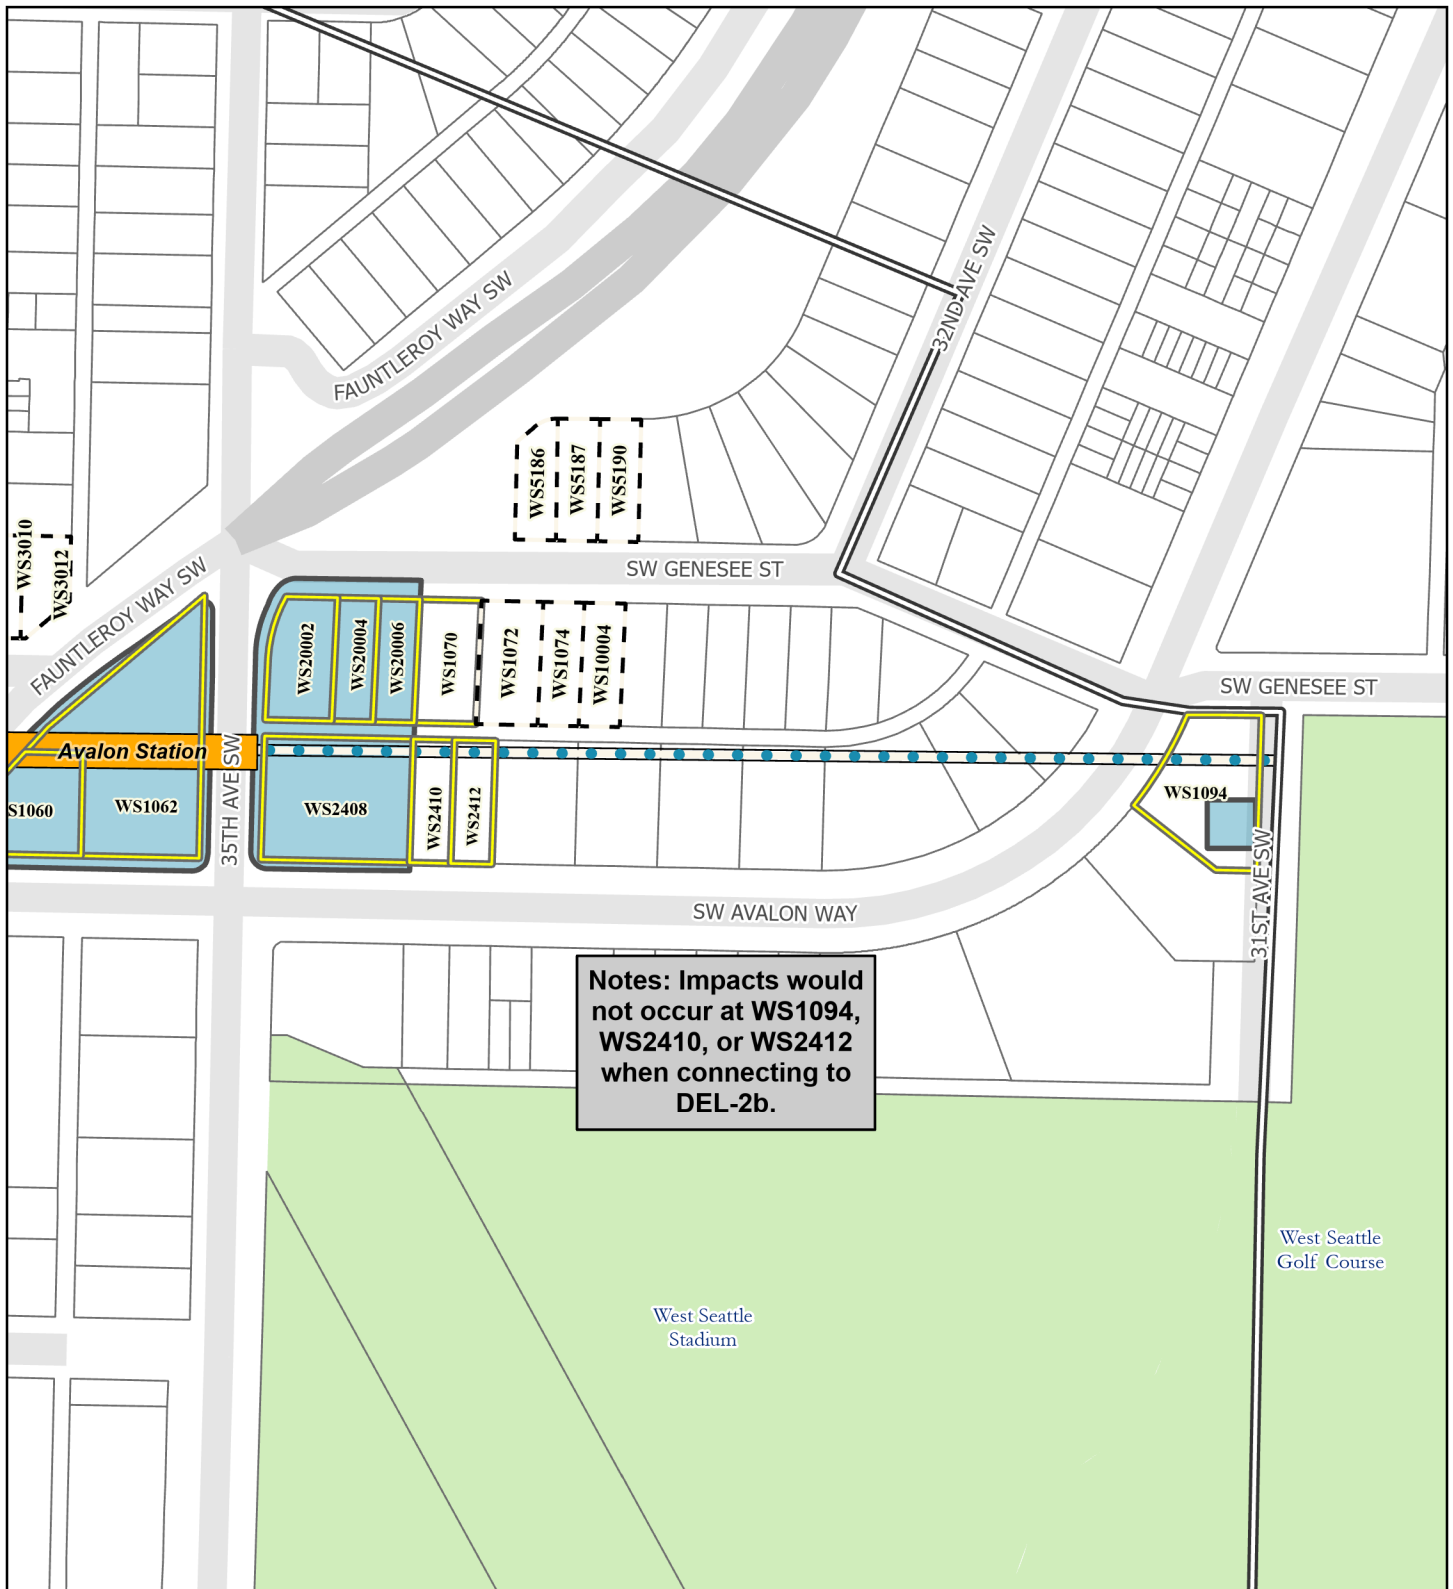 32ND AVE SW
FAUNTLEROY WAY SW
WS5186
WS5187
WS5190
WS3010
WS3012
FAUNTLEROY WAY SW
SW GENESEE ST
WS20002
WS20004
WS20006
WS1070
WS1072
WS1074
WS10004
SW GENESEE ST
Avalon Station
35TH AVE SW
S1060
WS1062
WS2408
WS2410
WS2412
WS1094
31ST AVE SW
SW AVALON WAY
Notes: Impacts would
not occur at WS1094,
WS2410, or WS2412
when connecting to
DEL-2b.
West Seattle
Golf Course
West Seattle
Stadium